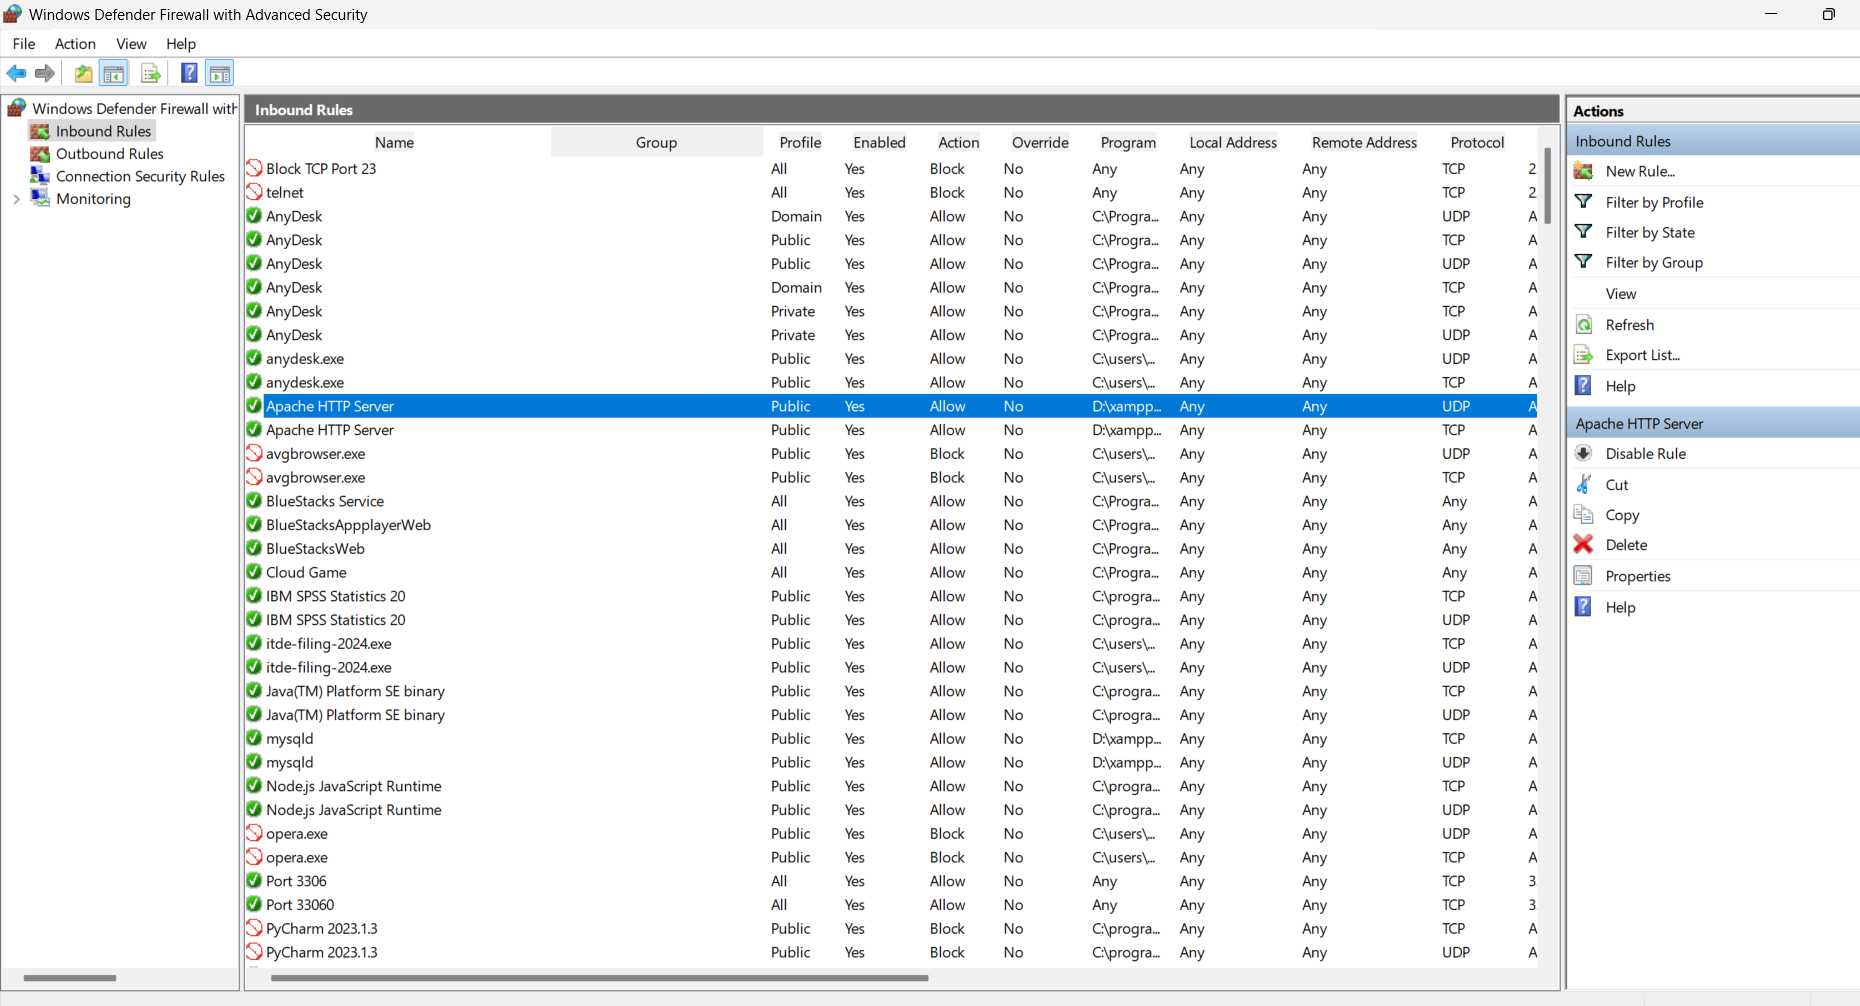 Windows Defender Firewall with Advanced Security
File Action View Help
Windows Defender Firewall with
Inbound Rules
Outbound Rules
Connection Security Rules
Monitoring
Inbound Rules
Name Group Profile Enabled Action Override Program Local Address Remote Address Protocol
Block TCP Port 23 All Yes Block No Any Any Any TCP 2
telnet All Yes Block No Any Any Any TCP 2
AnyDesk Domain Yes Allow No C:\Progra... Any Any UDP A
AnyDesk Public Yes Allow No C:\Progra... Any Any TCP A
AnyDesk Public Yes Allow No C:\Progra... Any Any UDP A
AnyDesk Domain Yes Allow No C:\Progra... Any Any TCP A
AnyDesk Private Yes Allow No C:\Progra... Any Any TCP A
AnyDesk Private Yes Allow No C:\Progra... Any Any UDP A
anydesk.exe Public Yes Allow No C:\users\... Any Any UDP A
anydesk.exe Public Yes Allow No C:\users\... Any Any TCP A
Apache HTTP Server Public Yes Allow No D:\xampp... Any Any UDP A
Apache HTTP Server Public Yes Allow No D:\xampp... Any Any TCP A
avgbrowser.exe Public Yes Block No C:\users\... Any Any UDP A
avgbrowser.exe Public Yes Block No C:\users\... Any Any TCP A
BlueStacks Service All Yes Allow No C:\Progra... Any Any Any A
BlueStacksAppplayerWeb All Yes Allow No C:\Progra... Any Any Any A
BlueStacksWeb All Yes Allow No C:\Progra... Any Any Any A
Cloud Game All Yes Allow No C:\Progra... Any Any Any A
IBM SPSS Statistics 20 Public Yes Allow No C:\progra... Any Any TCP A
IBM SPSS Statistics 20 Public Yes Allow No C:\progra... Any Any UDP A
itde-filing-2024.exe Public Yes Allow No C:\users\... Any Any TCP A
itde-filing-2024.exe Public Yes Allow No C:\users\... Any Any UDP A
Java(TM) Platform SE binary Public Yes Allow No C:\progra... Any Any TCP A
Java(TM) Platform SE binary Public Yes Allow No C:\progra... Any Any UDP A
mysqld Public Yes Allow No D:\xampp... Any Any TCP A
mysqld Public Yes Allow No D:\xampp... Any Any UDP A
Node.js JavaScript Runtime Public Yes Allow No C:\progra... Any Any TCP A
Node.js JavaScript Runtime Public Yes Allow No C:\progra... Any Any UDP A
opera.exe Public Yes Block No C:\users\... Any Any UDP A
opera.exe Public Yes Block No C:\users\... Any Any TCP A
Port 3306 All Yes Allow No Any Any Any TCP 3
Port 33060 All Yes Allow No Any Any Any TCP 3
PyCharm 2023.1.3 Public Yes Block No C:\progra... Any Any TCP A
PyCharm 2023.1.3 Public Yes Block No C:\progra... Any Any UDP A
Actions
Inbound Rules
New Rule...
Filter by Profile
Filter by State
Filter by Group
View
Refresh
Export List...
Help
Apache HTTP Server
Disable Rule
Cut
Copy
Delete
Properties
Help